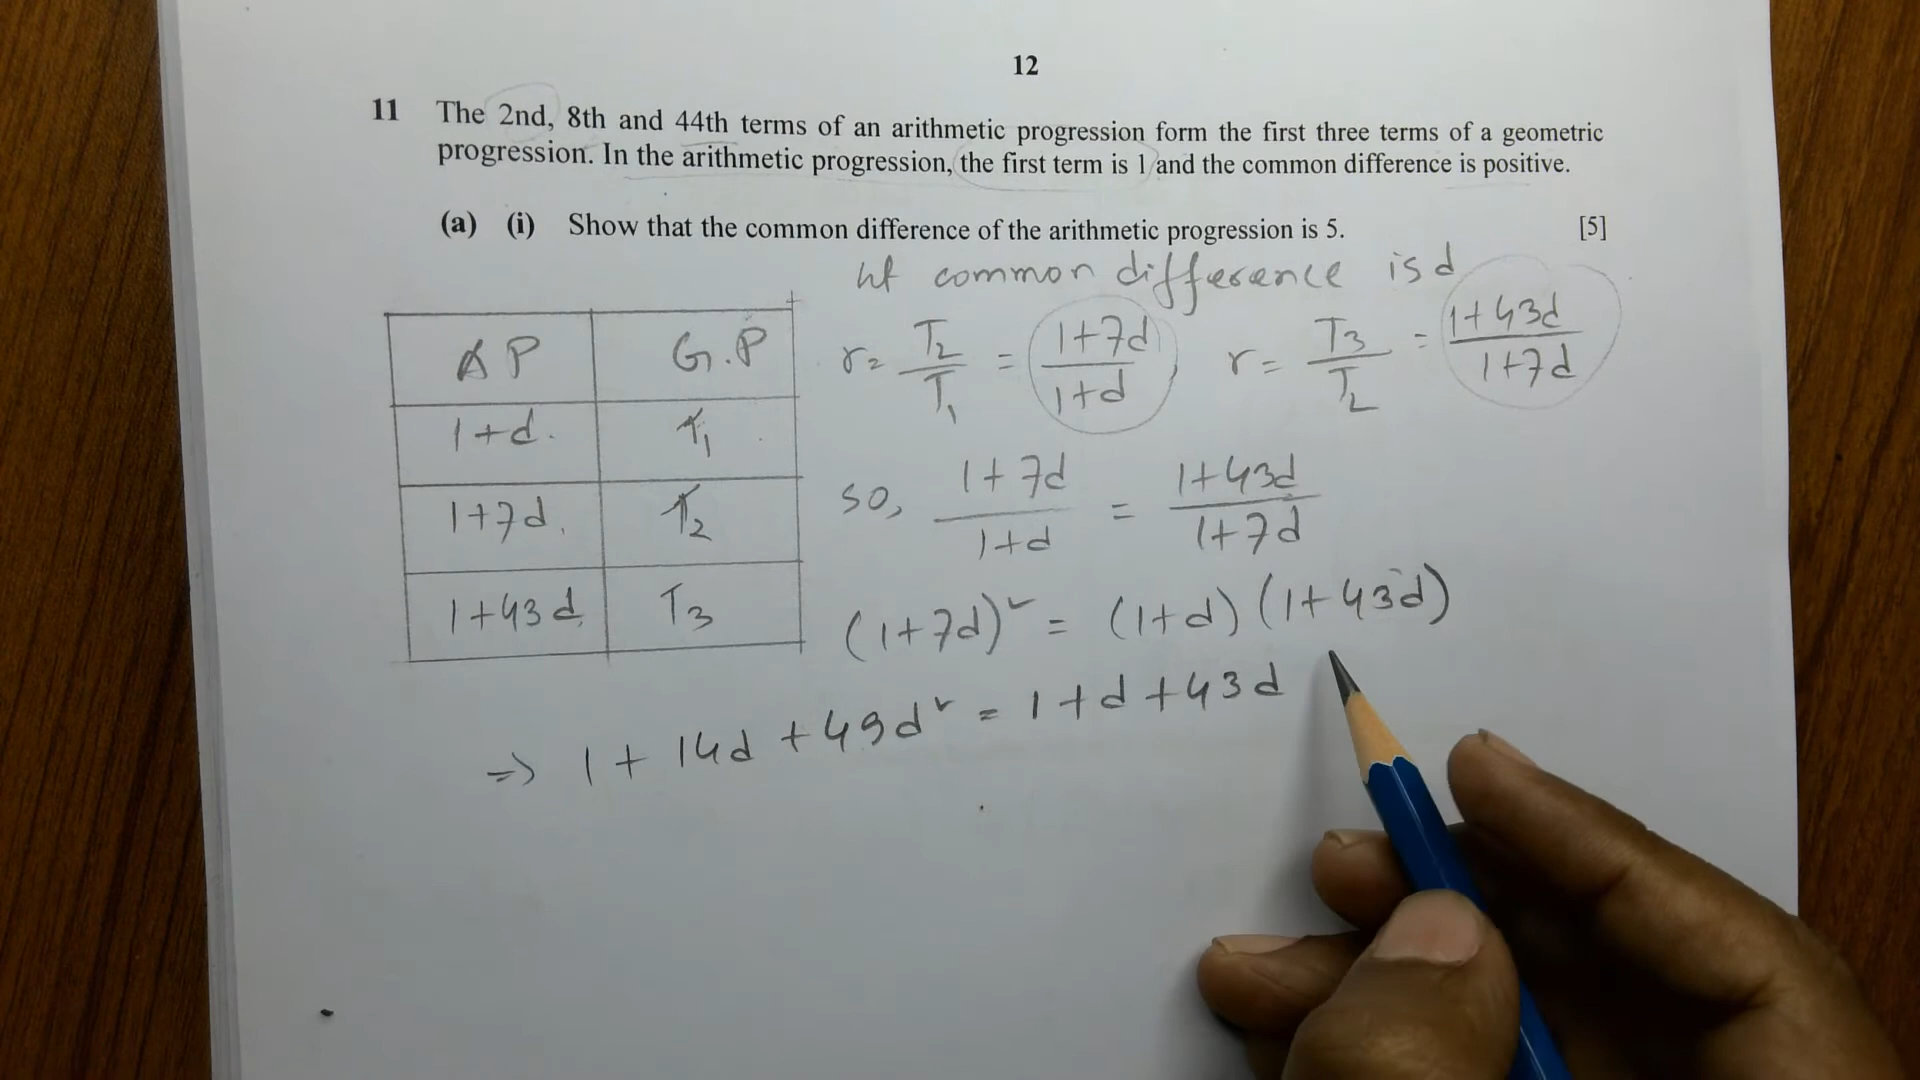 12
11 The 2nd, 8th and 44th terms of an arithmetic progression form the first three terms of a geometric
progression. In the arithmetic progression, the first term is 1 and the common difference is positive.
(a) (i) Show that the common difference of the arithmetic progression is 5. [5]
common difference is d
AP G.P
1+d. T₁
1+7d. T₂
1+43d. T₃
r = T₂/T₁ = (1+7d)/(1+d), r = T₃/T₂ = (1+43d)/(1+7d)
so, (1+7d)/(1+d) = (1+43d)/(1+7d)
(1+7d)² = (1+d)(1+43d)
=> 1 + 14d + 49d² = 1+d+43d